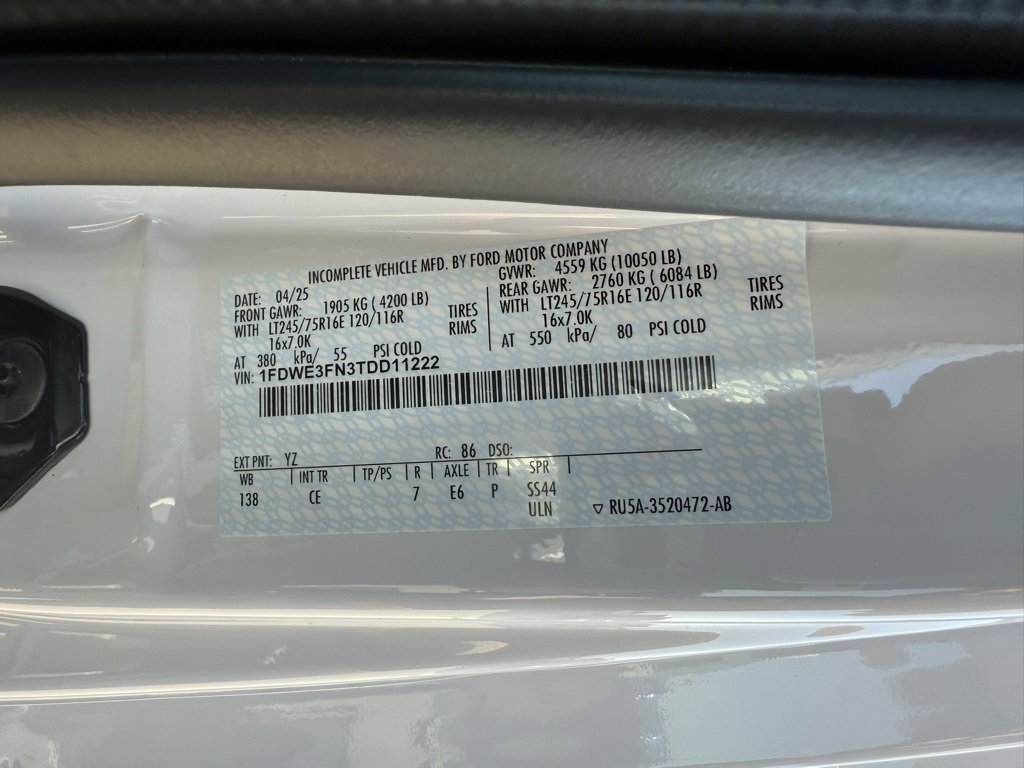 INCOMPLETE VEHICLE MFD. BY FORD MOTOR COMPANY
DATE: 04/25
FRONT GAWR: 1905 KG ( 4200 LB)
WITH LT245/75R16E 120/116R TIRES
16x7.0K RIMS
AT 380 kPa/ 55 PSI COLD
GVWR: 4559 KG (10050 LB)
REAR GAWR: 2760 KG ( 6084 LB)
WITH LT245/75R16E 120/116R TIRES
16x7.0K RIMS
AT 550 kPa/ 80 PSI COLD
VIN: 1FDWE3FN3TDD11222
EXT PNT: YZ RC: 86 DSO:
WB INT TR TP/PS R AXLE TR SPR
138 CE 7 E6 P SS44
ULN ▽ RU5A-3520472-AB